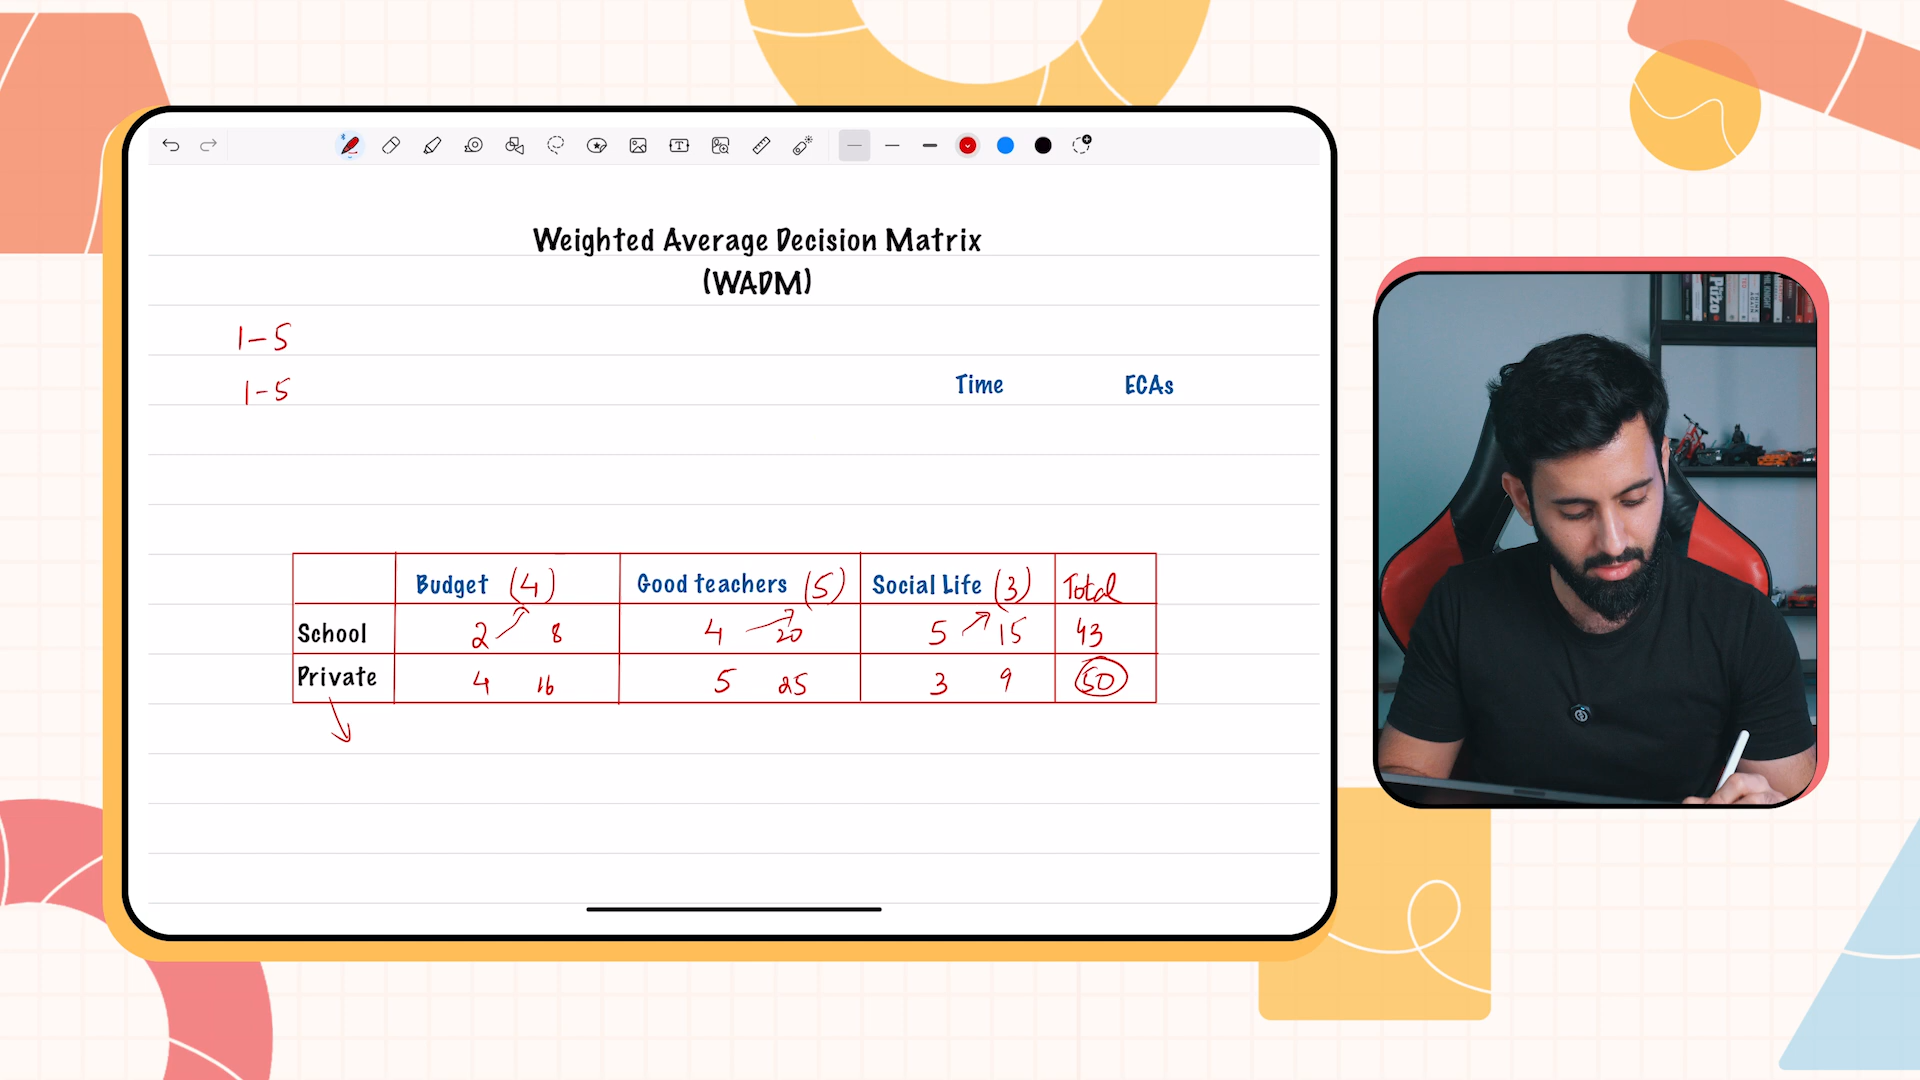 Weighted Average Decision Matrix
(WADM)
1-5
1-5
Time ECAs
Budget (4) Good teachers (5) Social Life (3) Total
School 2 8 4 20 5 15 43
Private 4 16 5 25 3 9 50